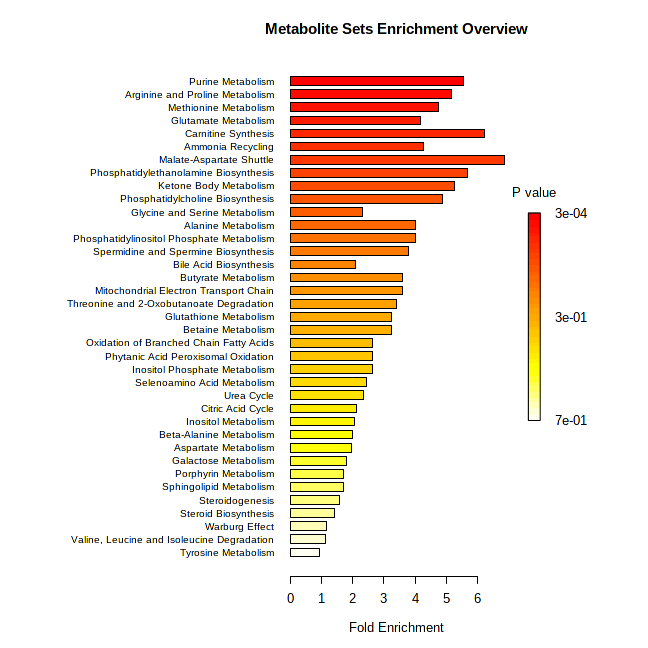 Metabolite Sets Enrichment Overview
Purine Metabolism
Arginine and Proline Metabolism
Methionine Metabolism
Glutamate Metabolism
Carnitine Synthesis
Ammonia Recycling
Malate-Aspartate Shuttle
Phosphatidylethanolamine Biosynthesis
Ketone Body Metabolism
Phosphatidylcholine Biosynthesis
Glycine and Serine Metabolism
Alanine Metabolism
Phosphatidylinositol Phosphate Metabolism
Spermidine and Spermine Biosynthesis
Bile Acid Biosynthesis
Butyrate Metabolism
Mitochondrial Electron Transport Chain
Threonine and 2-Oxobutanoate Degradation
Glutathione Metabolism
Betaine Metabolism
Oxidation of Branched Chain Fatty Acids
Phytanic Acid Peroxisomal Oxidation
Inositol Phosphate Metabolism
Selenoamino Acid Metabolism
Urea Cycle
Citric Acid Cycle
Inositol Metabolism
Beta-Alanine Metabolism
Aspartate Metabolism
Galactose Metabolism
Porphyrin Metabolism
Sphingolipid Metabolism
Steroidogenesis
Steroid Biosynthesis
Warburg Effect
Valine, Leucine and Isoleucine Degradation
Tyrosine Metabolism
0 1 2 3 4 5 6
Fold Enrichment
P value
3e-04
3e-01
7e-01